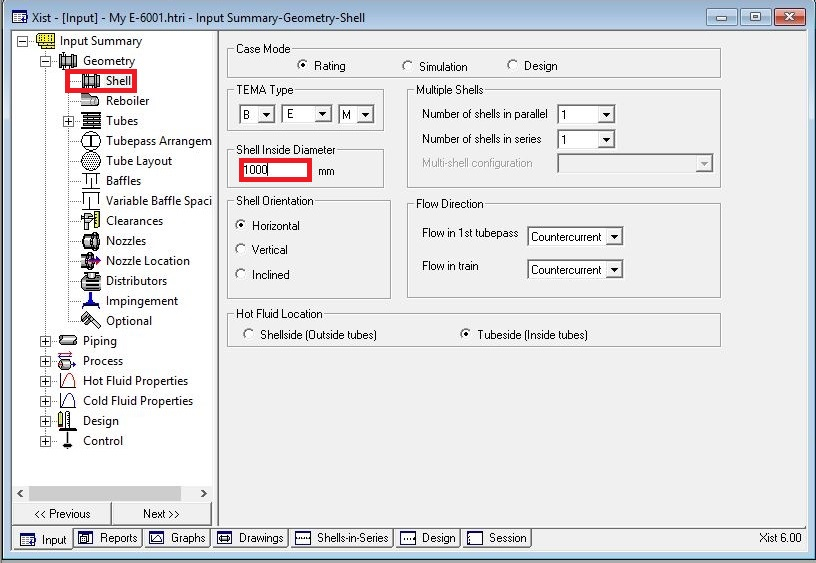 Xist - [Input] - My E-6001.htri - Input Summary-Geometry-Shell
Input Summary
Geometry
Shell
Reboiler
Tubes
Tubepass Arrangem
Tube Layout
Baffles
Variable Baffle Spaci
Clearances
Nozzles
Nozzle Location
Distributors
Impingement
Optional
Piping
Process
Hot Fluid Properties
Cold Fluid Properties
Design
Control
<< Previous
Next >>
Case Mode
Rating
Simulation
Design
TEMA Type
B
E
M
Shell Inside Diameter
1000 mm
Shell Orientation
Horizontal
Vertical
Inclined
Multiple Shells
Number of shells in parallel 1
Number of shells in series 1
Multi-shell configuration
Flow Direction
Flow in 1st tubepass Countercurrent
Flow in train Countercurrent
Hot Fluid Location
Shellside (Outside tubes)
Tubeside (Inside tubes)
Input
Reports
Graphs
Drawings
Shells-in-Series
Design
Session
Xist 6.00